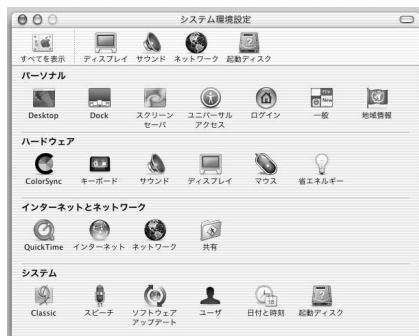 システム環境設定
すべてを表示 ディスプレイ サウンド ネットワーク 起動ディスク
パーソナル
Desktop Dock スクリーン セーバ ユニバーサル アクセス ログイン 一般 地域情報
ハードウェア
ColorSync キーボード サウンド ディスプレイ マウス 省エネルギー
インターネットとネットワーク
QuickTime インターネット ネットワーク 共有
システム
Classic スピーチ ソフトウェア アップデート ユーザ 日付と時刻 起動ディスク